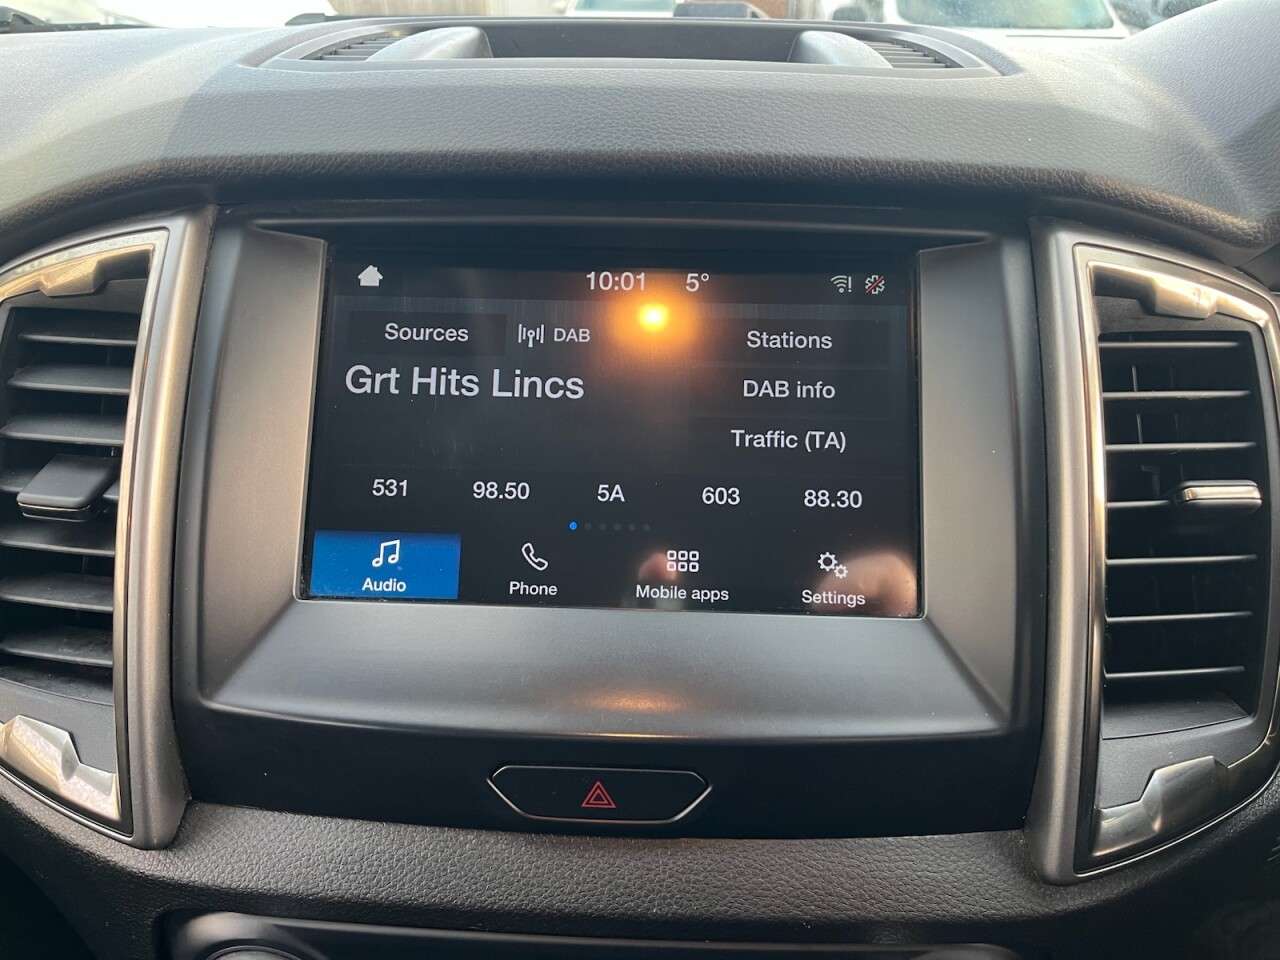 10:01 5°
Sources DAB Stations
Grt Hits Lincs
DAB info
Traffic (TA)
531 98.50 5A 603 88.30
Audio Phone Mobile apps Settings